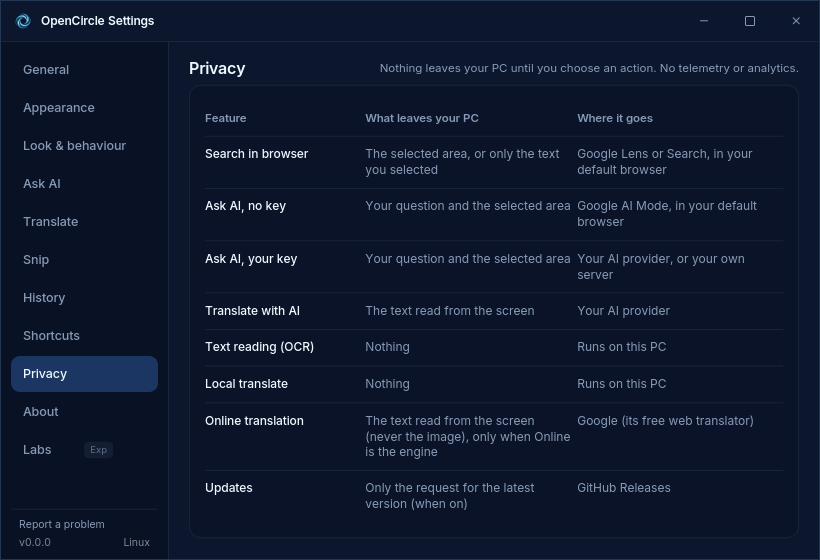 OpenCircle Settings
General
Appearance
Look & behaviour
Ask AI
Translate
Snip
History
Shortcuts
Privacy
About
Labs Exp
Report a problem
v0.0.0 Linux
Privacy
Nothing leaves your PC until you choose an action. No telemetry or analytics.
Feature What leaves your PC Where it goes
Search in browser The selected area, or only the text Google Lens or Search, in your
you selected default browser
Ask AI, no key Your question and the selected area Google AI Mode, in your default
browser
Ask AI, your key Your question and the selected area Your AI provider, or your own
server
Translate with AI The text read from the screen Your AI provider
Text reading (OCR) Nothing Runs on this PC
Local translate Nothing Runs on this PC
Online translation The text read from the screen Google (its free web translator)
(never the image), only when Online
is the engine
Updates Only the request for the latest GitHub Releases
version (when on)